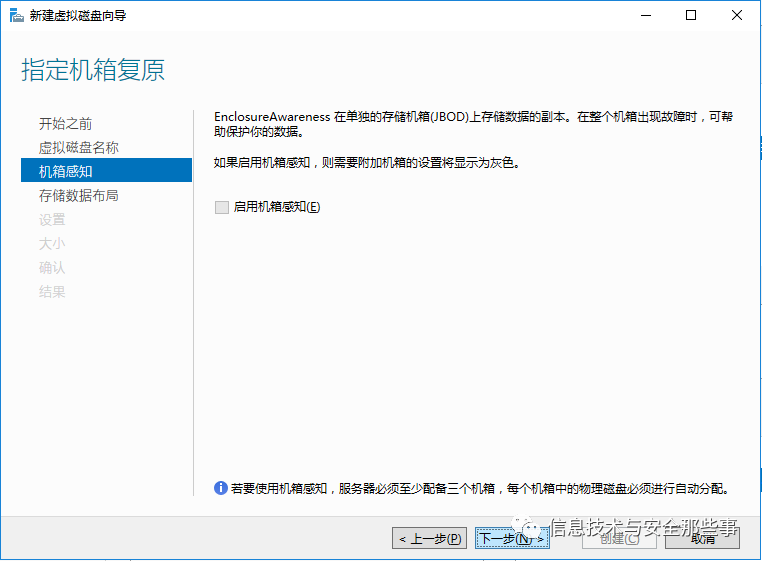 新建虚拟磁盘向导
指定机箱复原
开始之前
虚拟磁盘名称
机箱感知
存储数据布局
设置
大小
确认
结果
EnclosureAwareness 在单独的存储机箱(JBOD)上存储数据的副本。在整个机箱出现故障时，可帮
助保护你的数据。
如果启用机箱感知，则需要附加机箱的设置将显示为灰色。
启用机箱感知(E)
若要使用机箱感知，服务器必须至少配备三个机箱，每个机箱中的物理磁盘必须进行自动分配。
< 上一步(P)
下一步(N) >
创建(C)
取消
信息技术与安全那些事